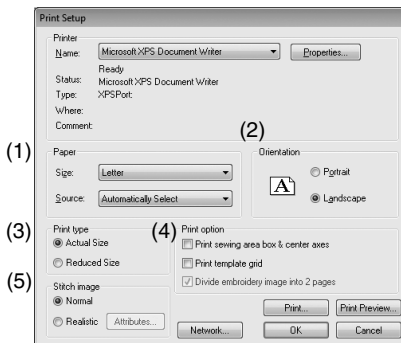 Print Setup
Printer
Name: Microsoft XPS Document Writer Properties...
Ready
Status: Microsoft XPS Document Writer
Type: XPSPort:
Where:
Comment:
(1) Paper
Size: Letter
Source: Automatically Select
(2) Orientation
A
Portrait
Landscape
(3) Print type
Actual Size
Reduced Size
(4) Print option
Print sewing area box & center axes
Print template grid
Divide embroidery image into 2 pages
(5) Stitch image
Normal
Realistic Attributes...
Print... Print Preview...
Network... OK Cancel